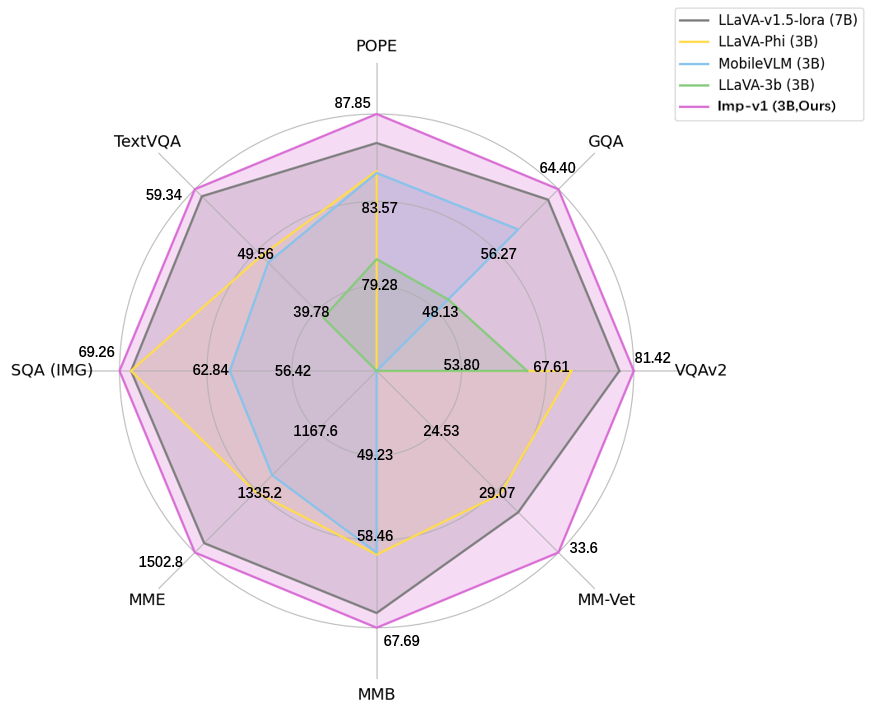 LLaVA-v1.5-lora (7B)
LLaVA-Phi (3B)
MobileVLM (3B)
LLaVA-3b (3B)
Imp-v1 (3B,Ours)
POPE
87.85
TextVQA
GQA
64.40
59.34
83.57
49.56
56.27
79.28
39.78
48.13
69.26
81.42
SQA (IMG)
62.84
56.42
53.80
67.61
VQAv2
1167.6
24.53
49.23
1335.2
29.07
58.46
1502.8
33.6
MME
MM-Vet
67.69
MMB